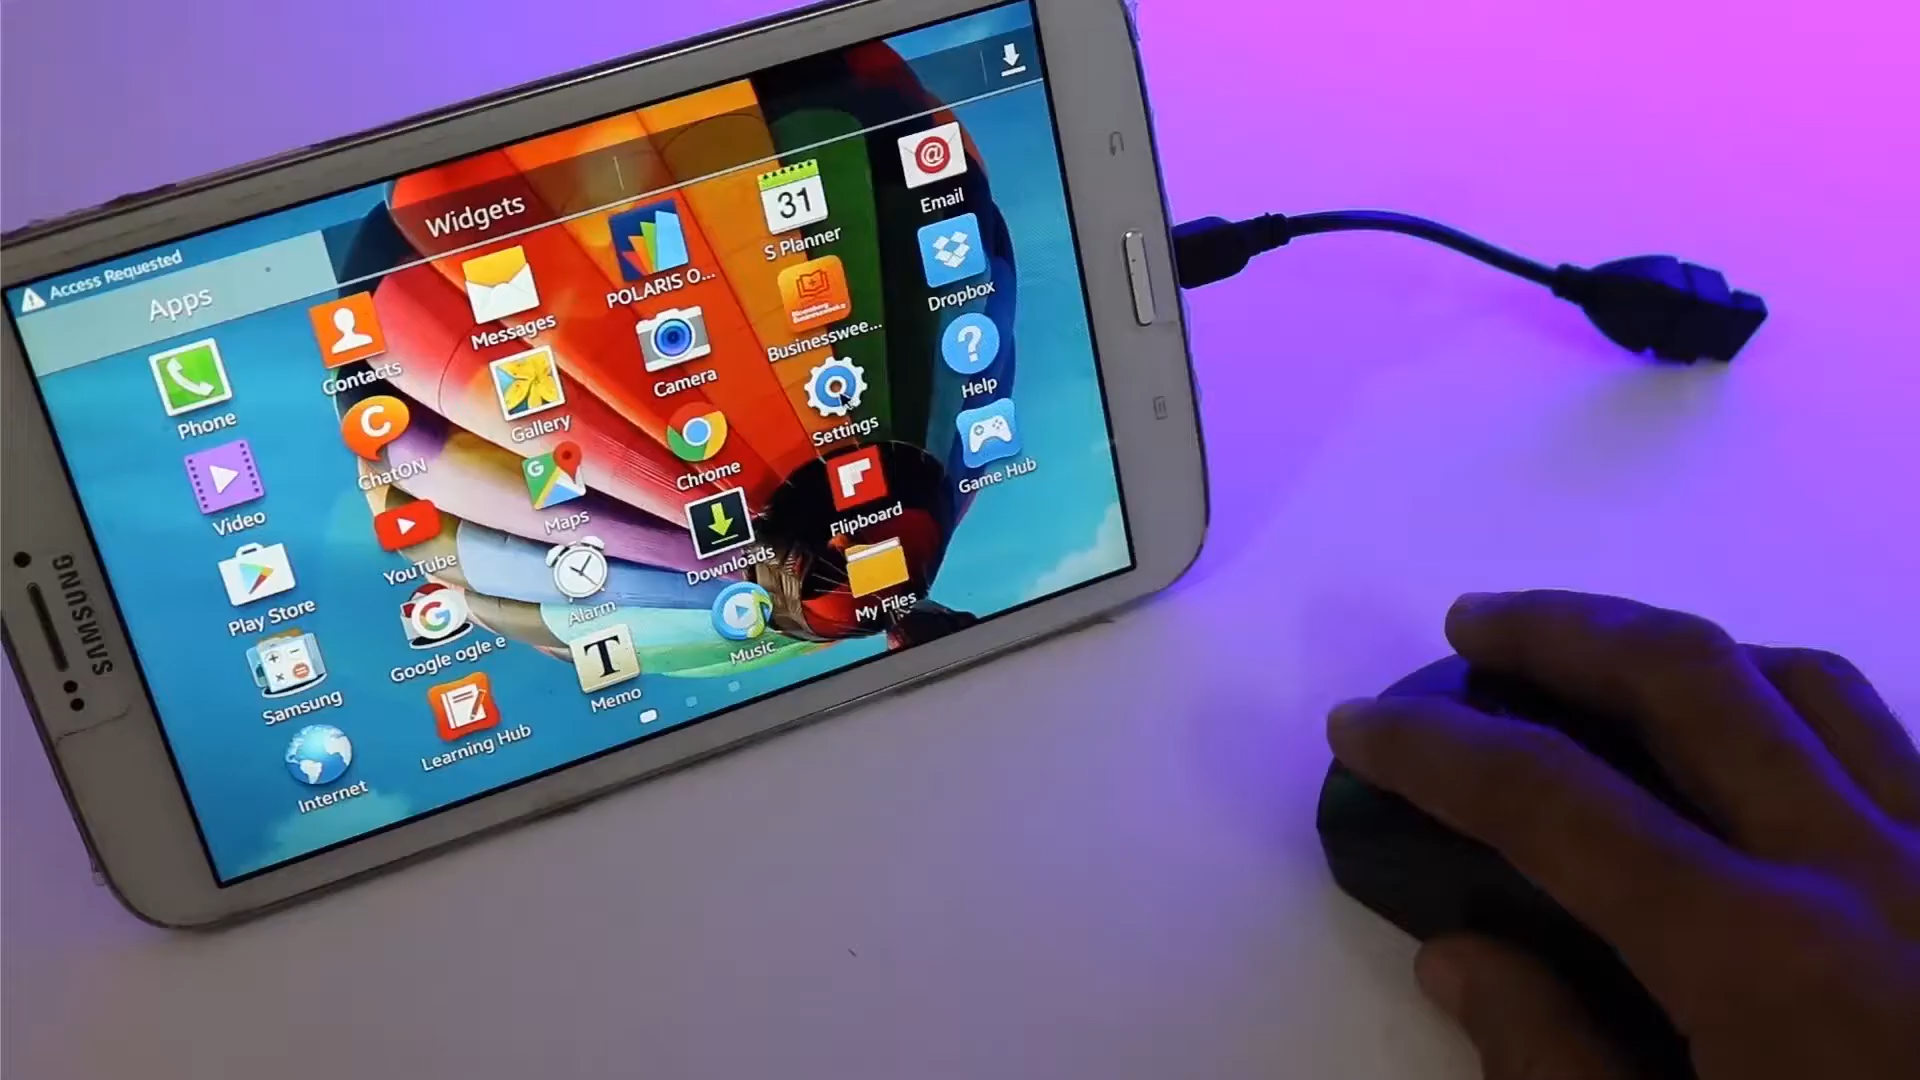 Access Requested
Apps
Widgets
Phone
Contacts
Messages
POLARIS O...
S Planner
31
Email
Video
ChatON
Gallery
Camera
Businesswee...
Dropbox
Play Store
YouTube
Maps
Chrome
Settings
Help
Samsung
Google ogle e
Alarm
Downloads
Flipboard
Game Hub
Internet
Learning Hub
Memo
Music
My Files
SAMSUNG